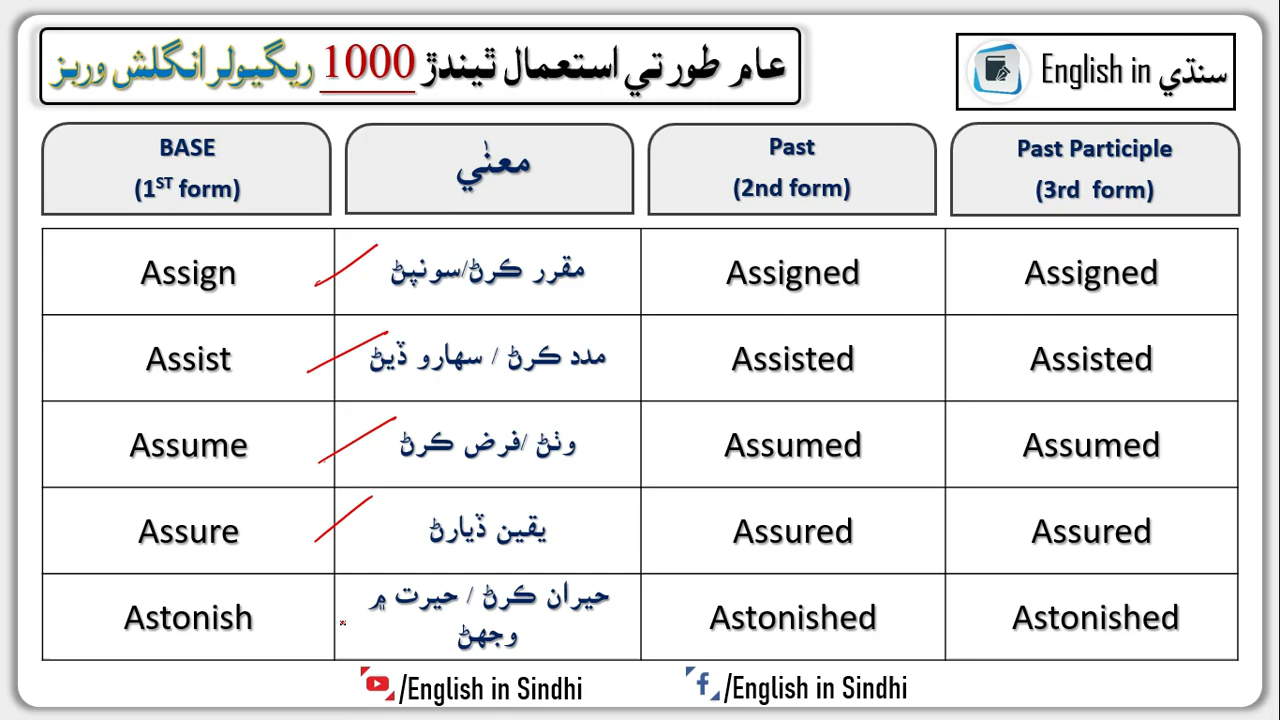 عام طور تي استعمال ٿيندڙ 1000 ريگيولر انگلش وربز
English in سنڌي
BASE
(1ST form)
معنيٰ
Past
(2nd form)
Past Participle
(3rd form)
Assign
مقرر ڪرڻ/سونپڻ
Assigned
Assigned
Assist
مدد ڪرڻ / سهارو ڏيڻ
Assisted
Assisted
Assume
وٺڻ /فرض ڪرڻ
Assumed
Assumed
Assure
يقين ڏيارڻ
Assured
Assured
Astonish
حيران ڪرڻ / حيرت ۾
وجهڻ
Astonished
Astonished
/English in Sindhi
/English in Sindhi